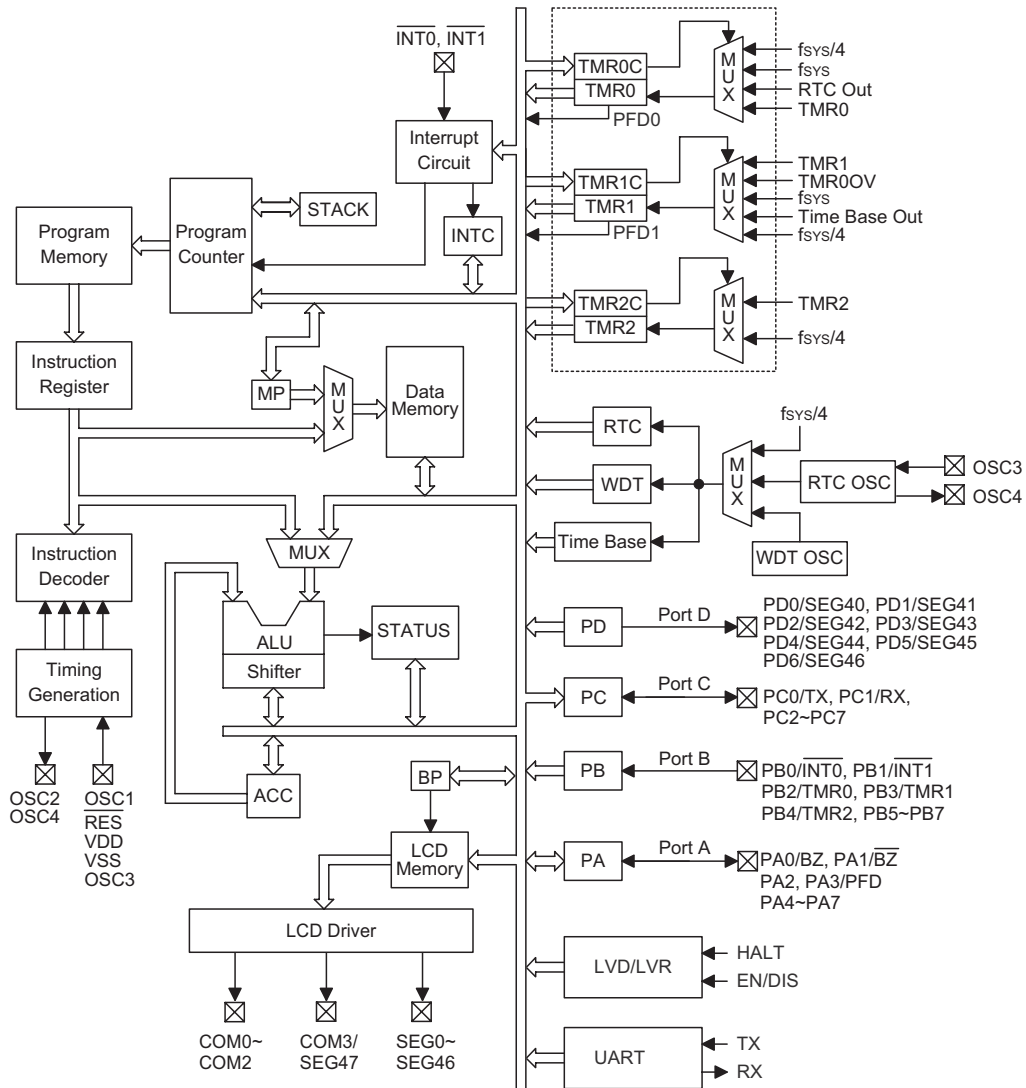 INT0, INT1
Interrupt
Circuit
STACK
INTC
Program
Memory
Program
Counter
Instruction
Register
MP
MUX
Data
Memory
MUX
Instruction
Decoder
ALU
Shifter
STATUS
Timing
Generation
OSC2
OSC4
OSC1
RES
VDD
VSS
OSC3
ACC
BP
LCD
Memory
LCD Driver
COM0~
COM2
COM3/
SEG47
SEG0~
SEG46
TMR0C
TMR0
PFD0
MUX
fSYS/4
fSYS
RTC Out
TMR0
TMR1C
TMR1
PFD1
MUX
TMR1
TMR0OV
fSYS
Time Base Out
fSYS/4
TMR2C
TMR2
MUX
TMR2
fSYS/4
RTC
WDT
Time Base
MUX
fSYS/4
RTC OSC
OSC3
OSC4
WDT OSC
PD
Port D
PD0/SEG40, PD1/SEG41
PD2/SEG42, PD3/SEG43
PD4/SEG44, PD5/SEG45
PD6/SEG46
PC
Port C
PC0/TX, PC1/RX,
PC2~PC7
PB
Port B
PB0/INT0, PB1/INT1
PB2/TMR0, PB3/TMR1
PB4/TMR2, PB5~PB7
PA
Port A
PA0/BZ, PA1/BZ
PA2, PA3/PFD
PA4~PA7
LVD/LVR
HALT
EN/DIS
UART
TX
RX